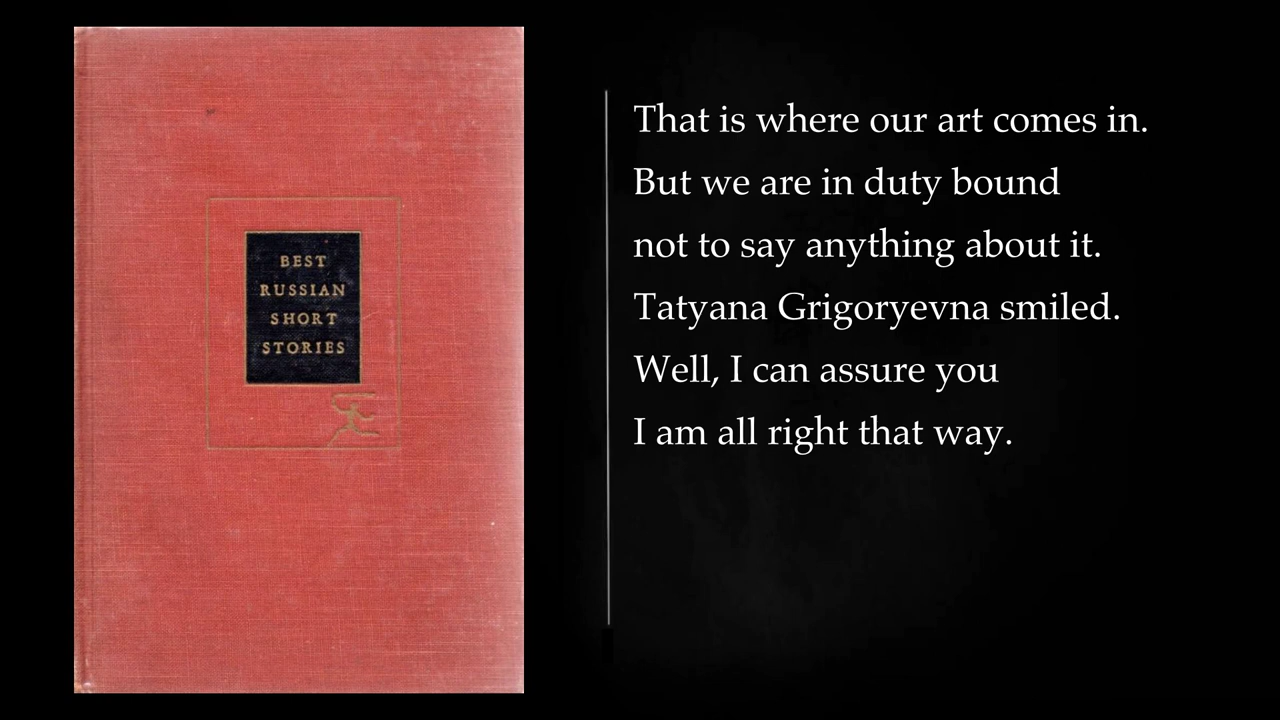 BEST
RUSSIAN
SHORT
STORIES
That is where our art comes in.
But we are in duty bound
not to say anything about it.
Tatyana Grigoryevna smiled.
Well, I can assure you
I am all right that way.